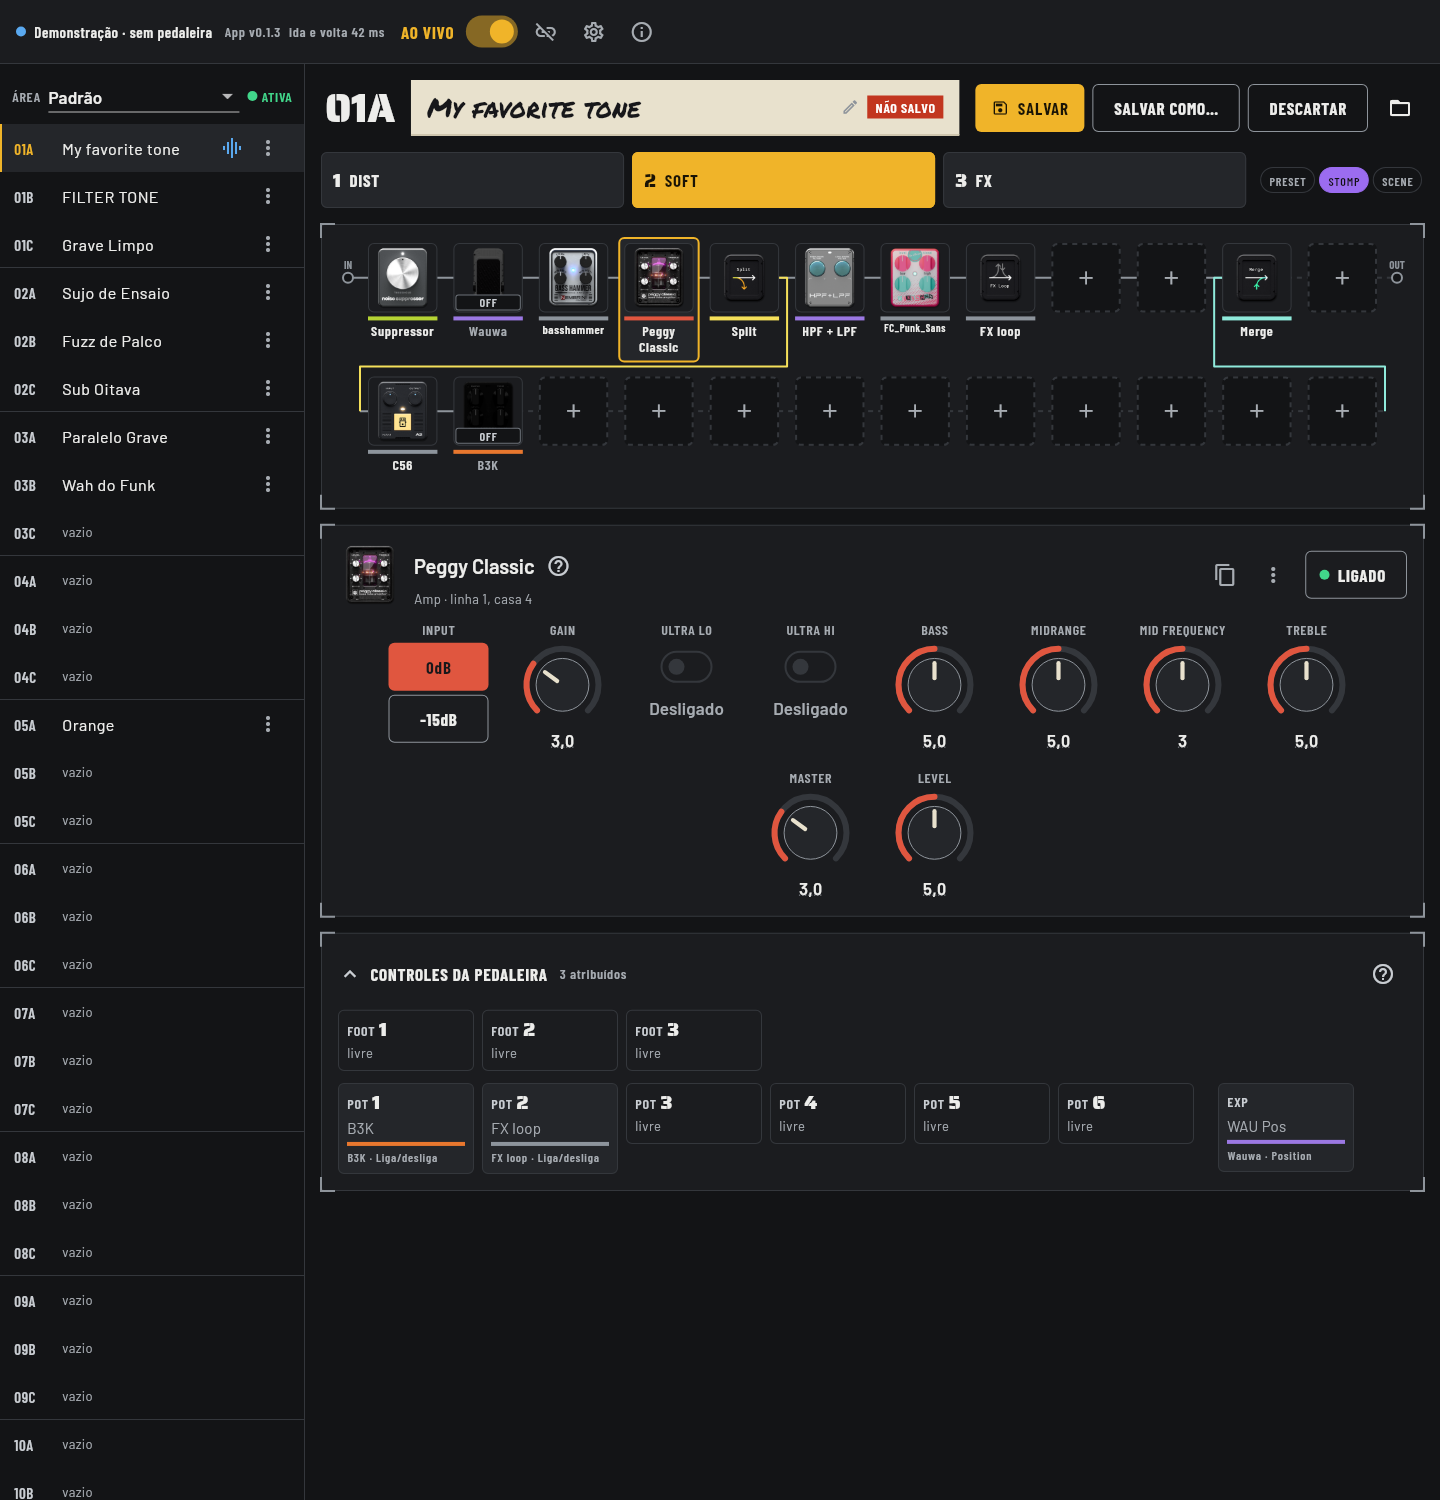 Demonstração · sem pedaleira App v0.1.3 Ida e volta 42 ms AO VIVO
ÁREA Padrão ATIVA
01A My favorite tone
01B FILTER TONE
01C Grave Limpo
02A Sujo de Ensaio
02B Fuzz de Palco
02C Sub Oitava
03A Paralelo Grave
03B Wah do Funk
03C vazio
04A vazio
04B vazio
04C vazio
05A Orange
05B vazio
05C vazio
06A vazio
06B vazio
06C vazio
07A vazio
07B vazio
07C vazio
08A vazio
08B vazio
08C vazio
09A vazio
09B vazio
09C vazio
10A vazio
10B vazio
01A My favorite tone NÃO SALVO SALVAR SALVAR COMO... DESCARTAR
1 DIST 2 SOFT 3 FX PRESET STOMP SCENE
IN OUT
noise suppressor
OFF
BASS HAMMER
Split
HPF+LPF
FX Loop
Merge
Suppressor Wauwa basshammer Peggy Classic Split HPF + LPF FC_Punk_Sans FX loop Merge
OFF
C56 B3K
Peggy Classic
Amp · linha 1, casa 4
LIGADO
INPUT GAIN ULTRA LO ULTRA HI BASS MIDRANGE MID FREQUENCY TREBLE
0dB
-15dB
Desligado Desligado
3,0 5,0 5,0 3 5,0
MASTER LEVEL
3,0 5,0
CONTROLES DA PEDALEIRA 3 atribuídos
FOOT 1 FOOT 2 FOOT 3
livre livre livre
POT 1 POT 2 POT 3 POT 4 POT 5 POT 6 EXP
B3K FX loop livre livre livre livre WAU Pos
B3K · Liga/desliga FX loop · Liga/desliga Wauwa · Position